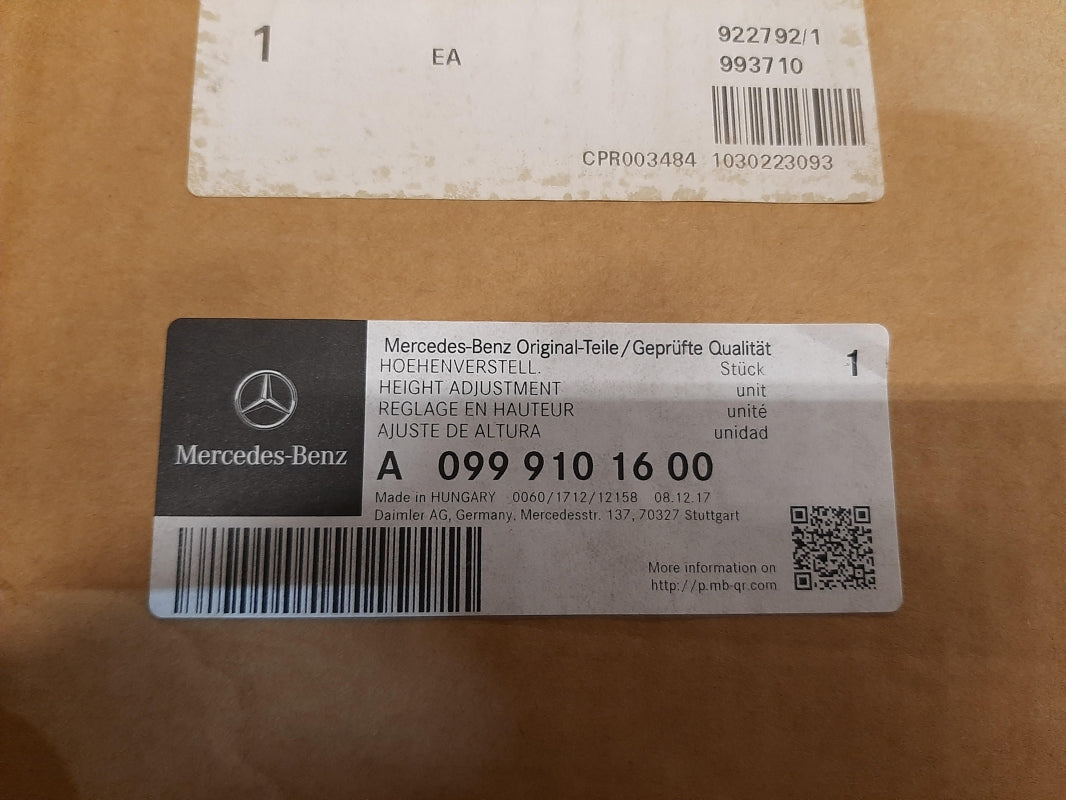 1 EA 922792/1
993710
CPR003484 1030223093
Mercedes-Benz
Mercedes-Benz Original-Teile/Geprüfte Qualität
HOEHENVERSTELL. Stück 1
HEIGHT ADJUSTMENT unit
REGLAGE EN HAUTEUR unité
AJUSTE DE ALTURA unidad
A 099 910 16 00
Made in HUNGARY 0060/1712/12158 08.12.17
Daimler AG, Germany, Mercedesstr. 137, 70327 Stuttgart
More information on
http://p.mb-qr.com